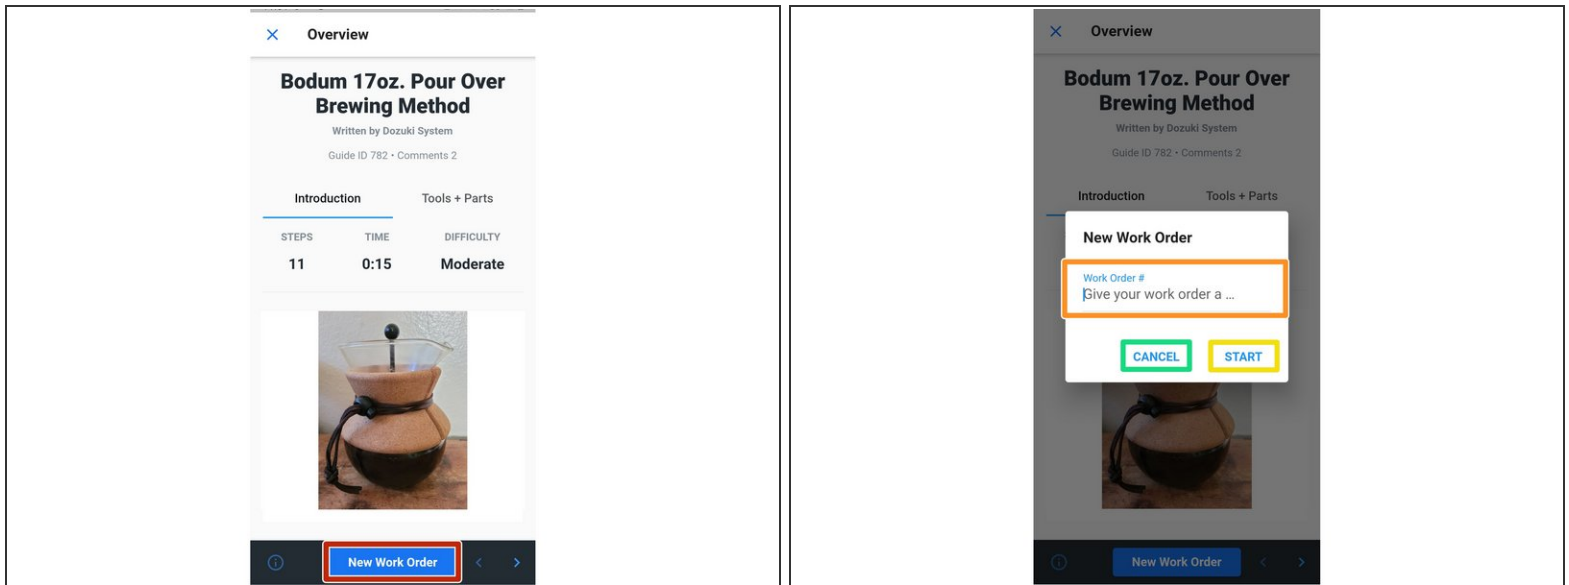 Overview
Bodum 17oz. Pour Over
Brewing Method
Written by Dozuki System
Guide ID 782 • Comments 2
Introduction
Tools + Parts
STEPS
TIME
DIFFICULTY
11
0:15
Moderate
New Work Order
Overview
Bodum 17oz. Pour Over
Brewing Method
Written by Dozuki System
Guide ID 782 • Comments 2
Introduction
Tools + Parts
New Work Order
Work Order #
Give your work order a ...
CANCEL
START
New Work Order